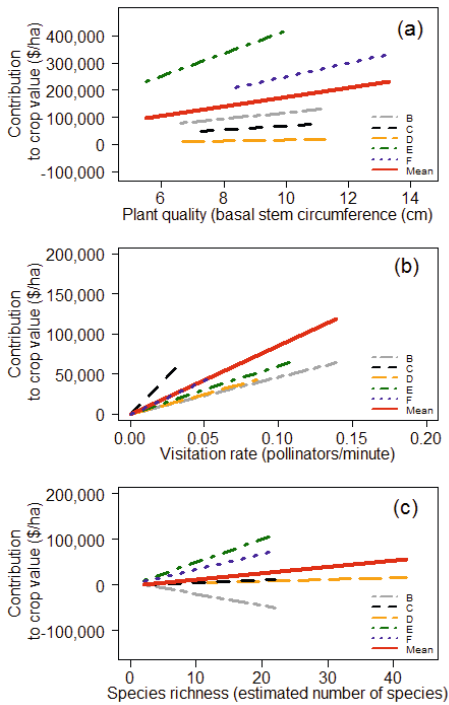 (a)
Contribution
to crop value ($/ha)
400,000
300,000
200,000
100,000
0
-100,000
B
C
D
E
F
Mean
6 8 10 12 14
Plant quality (basal stem circumference (cm)
(b)
Contribution
to crop value ($/ha)
200,000
150,000
100,000
50,000
0
B
C
D
E
F
Mean
0.00 0.05 0.10 0.15 0.20
Visitation rate (pollinators/minute)
(c)
Contribution
to crop value ($/ha)
200,000
100,000
0
-100,000
B
C
D
E
F
Mean
0 10 20 30 40
Species richness (estimated number of species)